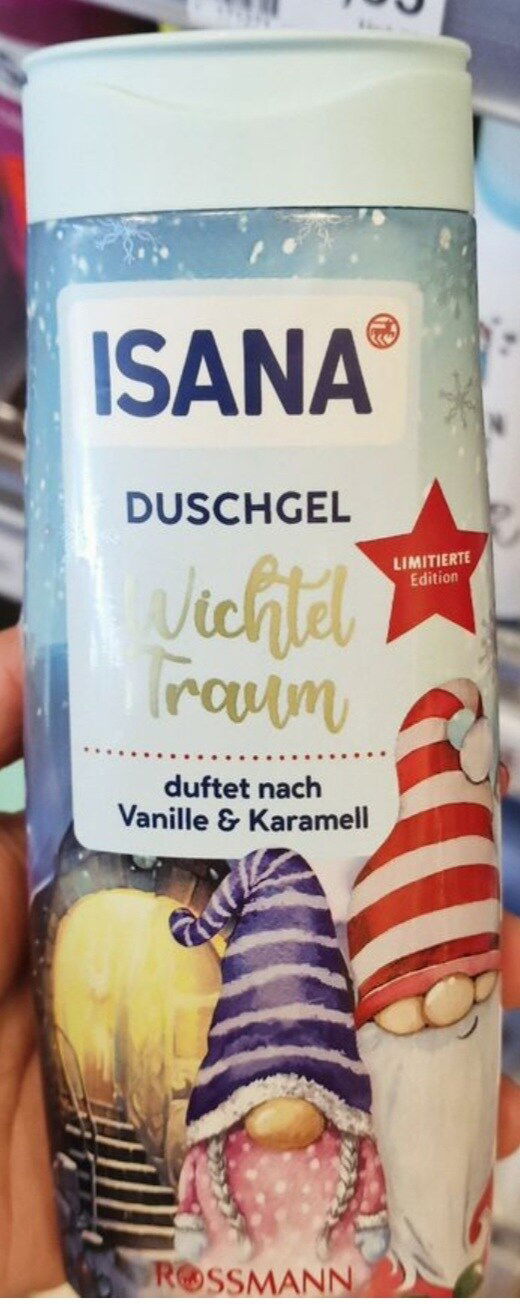 ISANA
DUSCHGEL
LIMITIERTE
Edition
Wichtel
Traum
duftet nach
Vanille & Karamell
ROSSMANN